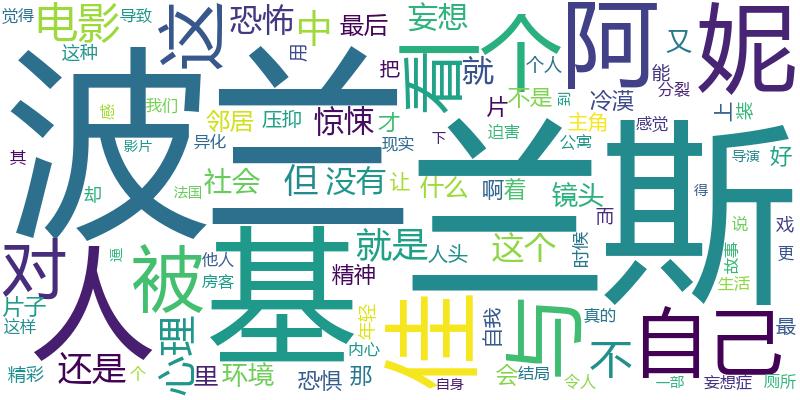 觉得 电影 导致 这 恐怖 中 最后 妄想 个 阿 妮
这种 用 看 就 个人 又
波 兰 把 片 不是 到 冷漠 能 分裂
感 我们 邻居 压抑 惊悚 才 兰 斯 主角 感觉 上 装
其 影片 异化 现实 下 迫害 公寓 导演 好
却 法国 社会 但 没有 让 什么 啊 着 镜头 得
对 人 通 被 基 就是 人头 这个 时候 而 说 戏
他人 房客 精神 故事 更
片子 年轻 佳 自我 与 真的 自己 生活
这样 心理 不 最
精彩 还是 个 里 环境 恐惧 内心 那 自身 会 结局 令人 一部 妄想症 厕所